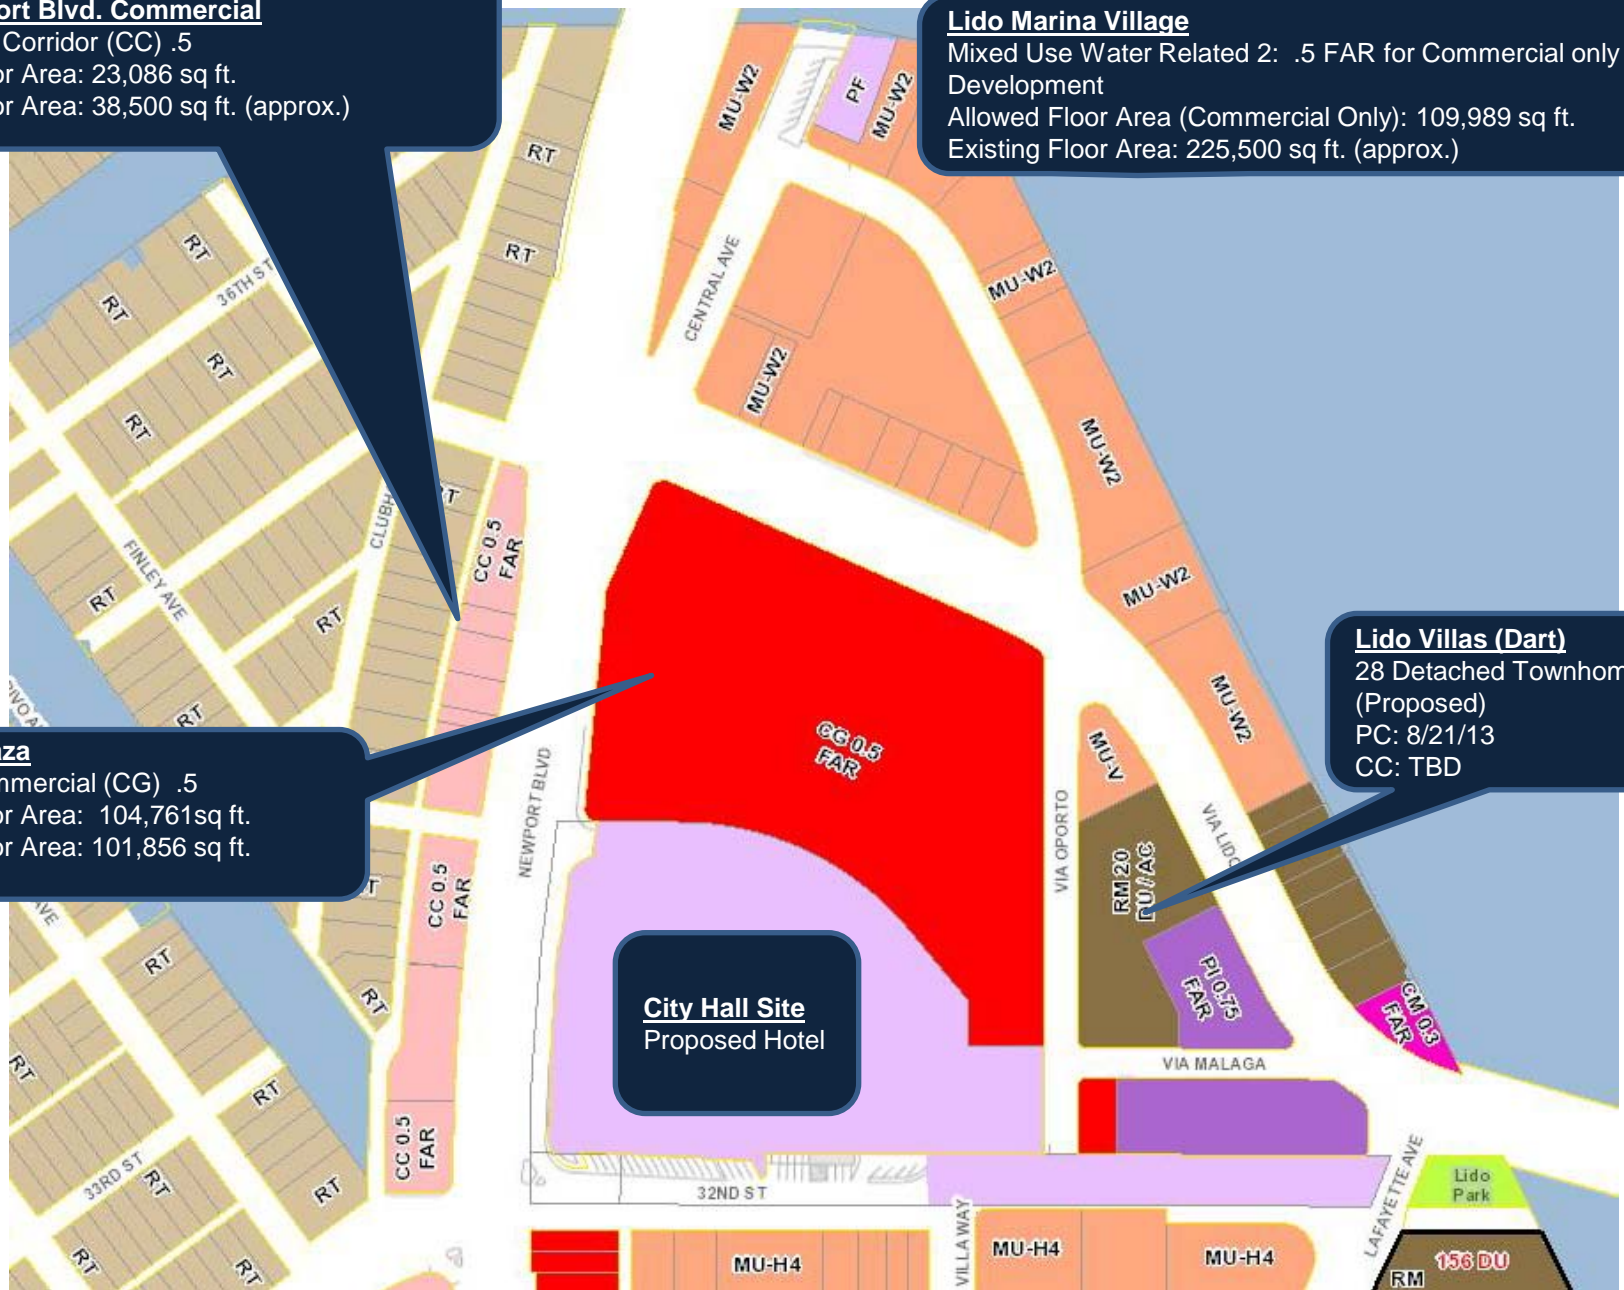 ort Blvd. Commercial
Corridor (CC) .5
or Area: 23,086 sq ft.
or Area: 38,500 sq ft. (approx.)
Lido Marina Village
Mixed Use Water Related 2: .5 FAR for Commercial only
Development
Allowed Floor Area (Commercial Only): 109,989 sq ft.
Existing Floor Area: 225,500 sq ft. (approx.)
MU-W2
PF
MU-W2
RT
RT
RT
36TH ST
RT
RT
RT
CENTRAL AVE
MU-W2
MU-W2
MU-W2
RT
CLUBH
CC 0.5
FAR
FINLEY AVE
RT
RT
RT
MU-W2
MU-W2
CG 0.5
FAR
MU-V
Lido Villas (Dart)
28 Detached Townhom
(Proposed)
PC: 8/21/13
CC: TBD
aza
mmercial (CG) .5
or Area: 104,761sq ft.
or Area: 101,856 sq ft.
NEWPORT BLVD
VIA OPORTO
VIA LIDO
RM 20
DU / AC
CC 0.5
FAR
RT
AVE
RT
RT
PI 0.75
FAR
CM 0.3
FAR
City Hall Site
Proposed Hotel
VIA MALAGA
RT
RT
CC 0.5
FAR
33RD ST
RT
RT
32ND ST
LAFAYETTE AVE
Lido
Park
RT
RT
MU-H4
VILLA WAY
MU-H4
MU-H4
156 DU
RM